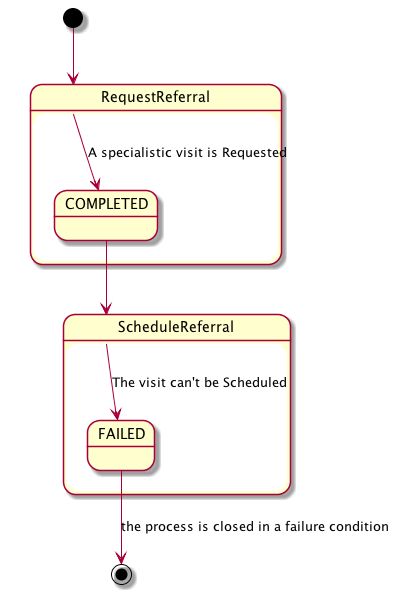 RequestReferral
A specialistic visit is Requested
COMPLETED
ScheduleReferral
The visit can't be Scheduled
FAILED
the process is closed in a failure condition